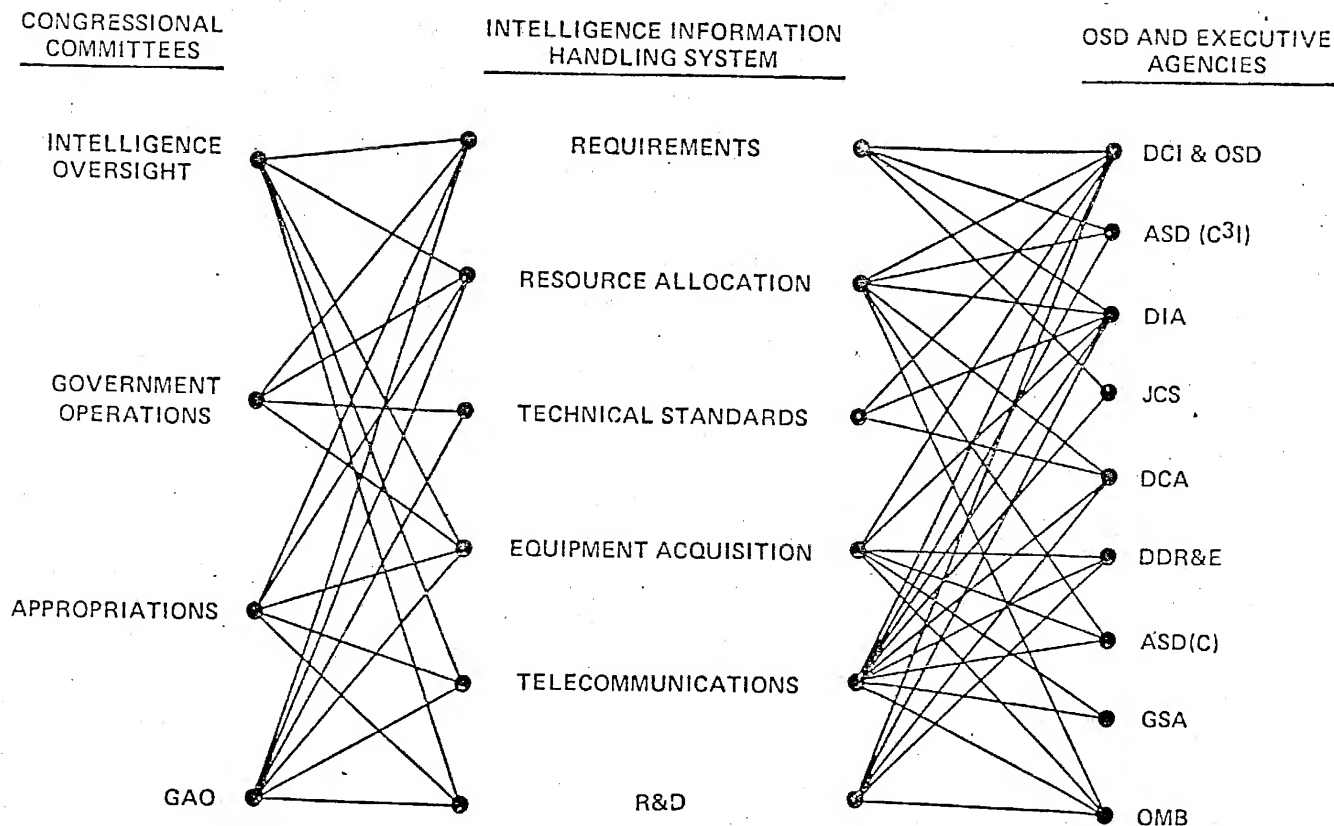 CONGRESSIONAL
COMMITTEES
INTELLIGENCE INFORMATION
HANDLING SYSTEM
OSD AND EXECUTIVE
AGENCIES
INTELLIGENCE
OVERSIGHT
GOVERNMENT
OPERATIONS
APPROPRIATIONS
GAO
REQUIREMENTS
RESOURCE ALLOCATION
TECHNICAL STANDARDS
EQUIPMENT ACQUISITION
TELECOMMUNICATIONS
R&D
DCI & OSD
ASD (C³I)
DIA
JCS
DCA
DDR&E
ASD(C)
GSA
OMB